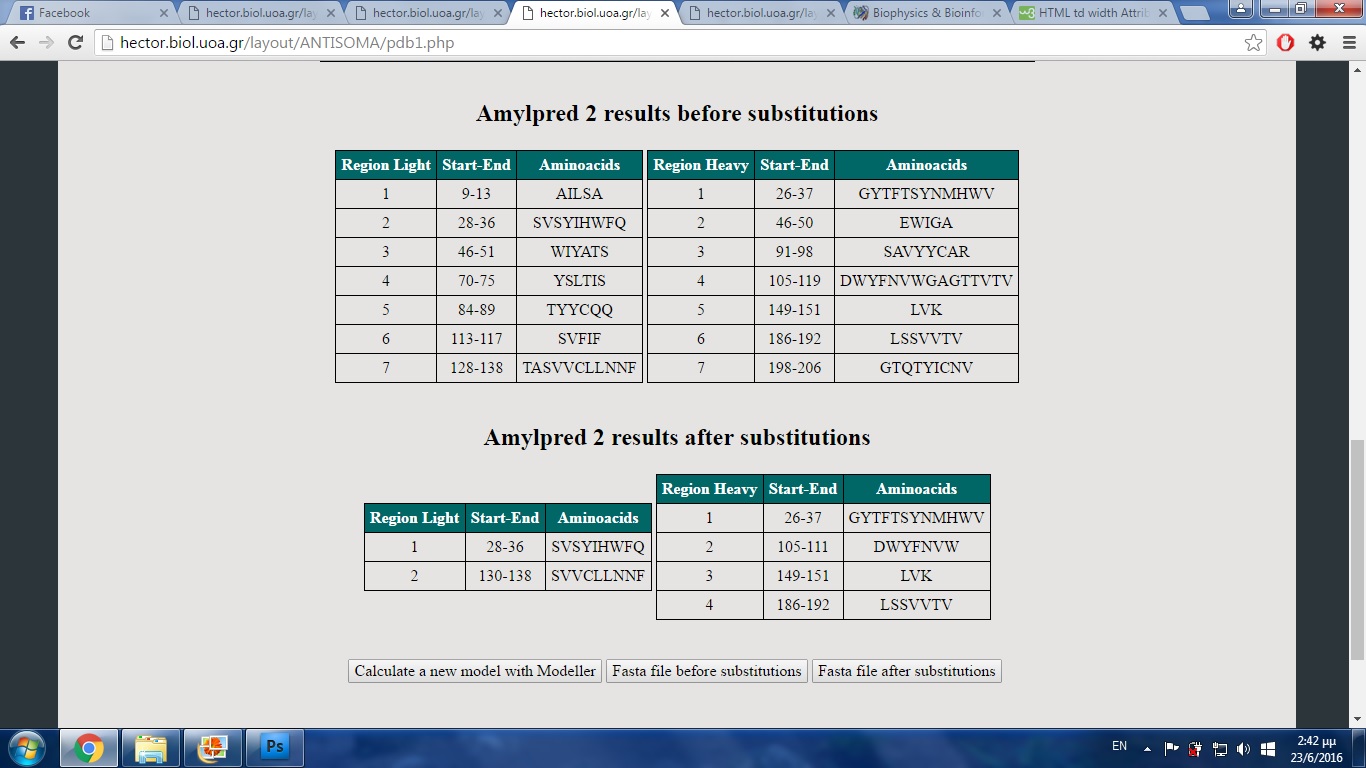 Facebook
hector.biol.uoa.gr/lay
hector.biol.uoa.gr/lay
hector.biol.uoa.gr/lay
hector.biol.uoa.gr/lay
Biophysics & Bioinfo
HTML td width Attrib
hector.biol.uoa.gr/layout/ANTISOMA/pdb1.php
Amylpred 2 results before substitutions
Region Light Start-End Aminoacids Region Heavy Start-End Aminoacids
1 9-13 AILSA 1 26-37 GYTFTSYNMHWV
2 28-36 SVSYIHWFQ 2 46-50 EWIGA
3 46-51 WIYATS 3 91-98 SAVYYCAR
4 70-75 YSLTIS 4 105-119 DWYFNVWGAGTTVTV
5 84-89 TYYCQQ 5 149-151 LVK
6 113-117 SVFIF 6 186-192 LSSVVTV
7 128-138 TASVVCLLNNF 7 198-206 GTQTYICNV
Amylpred 2 results after substitutions
Region Light Start-End Aminoacids
1 28-36 SVSYIHWFQ
2 130-138 SVVCLLNNF
Region Heavy Start-End Aminoacids
1 26-37 GYTFTSYNMHWV
2 105-111 DWYFNVW
3 149-151 LVK
4 186-192 LSSVVTV
Calculate a new model with Modeller Fasta file before substitutions Fasta file after substitutions
Ps
EN
2:42 μμ
23/6/2016